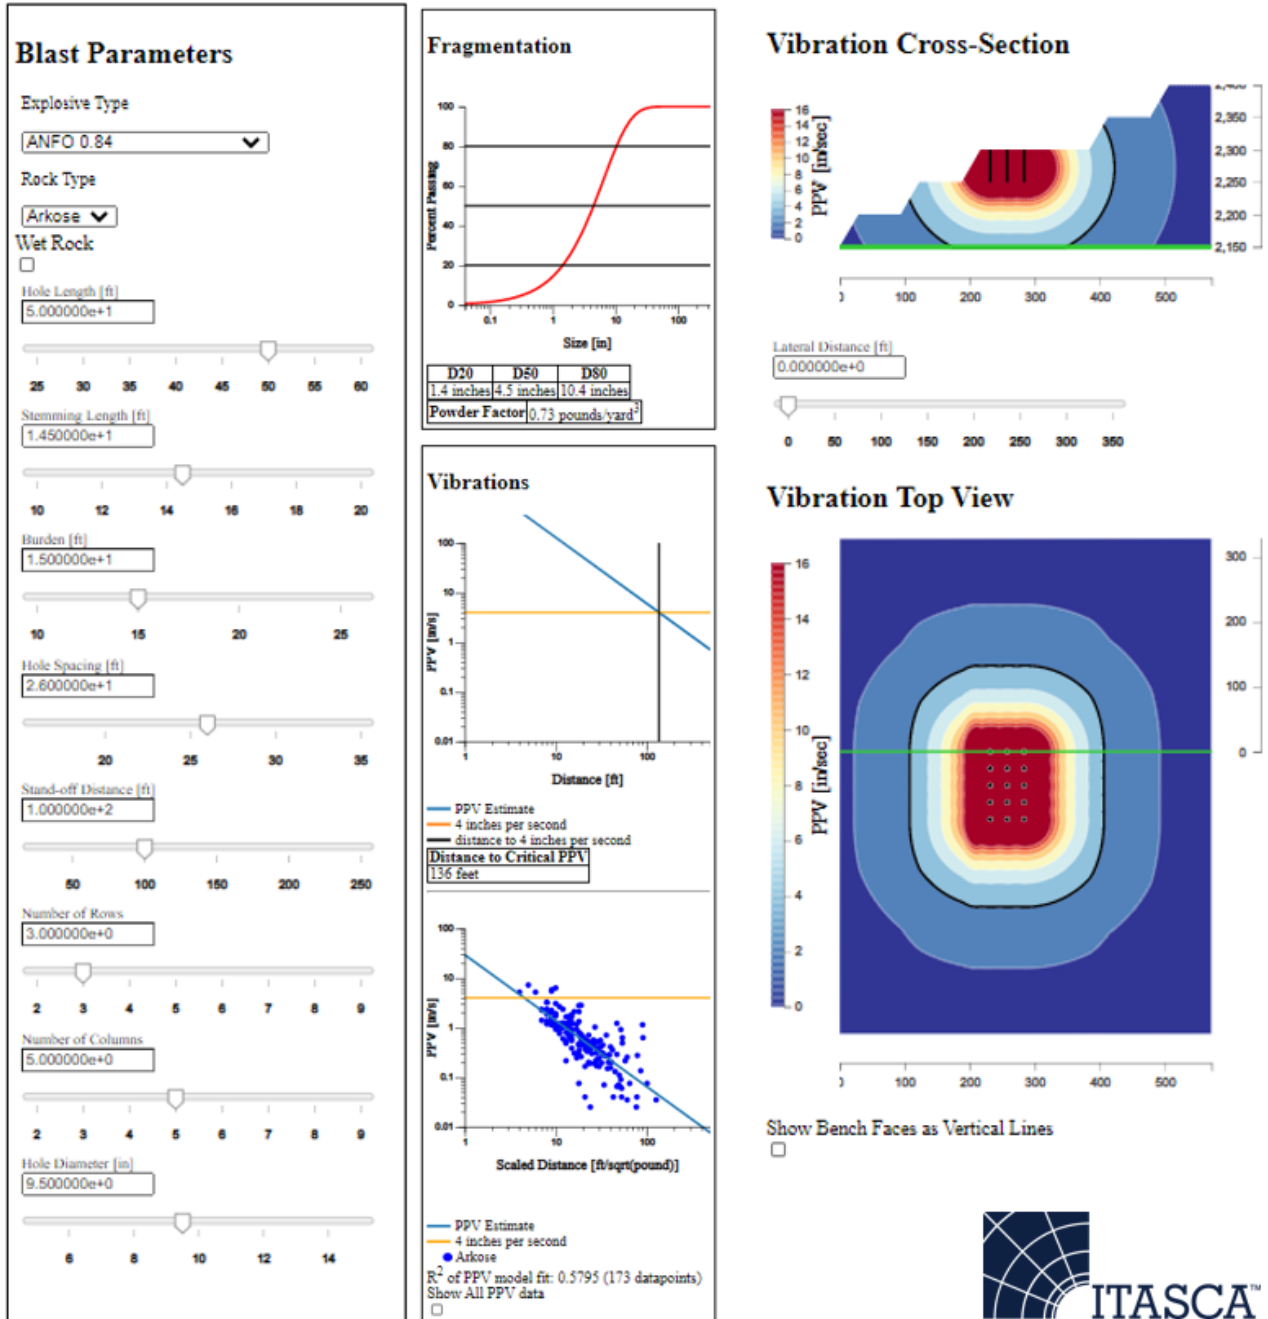 Blast Parameters
Explosive Type
ANFO 0.84
Rock Type
Arkose
Wet Rock
Hole Length [ft]
5.000000e+1
25 30 35 40 45 50 55 60
Stemming Length [ft]
1.450000e+1
10 12 14 16 18 20
Burden [ft]
1.500000e+1
10 15 20 25
Hole Spacing [ft]
2.600000e+1
20 25 30 35
Stand-off Distance [ft]
1.000000e+2
50 100 150 200 250
Number of Rows
3.000000e+0
2 3 4 5 6 7 8 9
Number of Columns
5.000000e+0
2 3 4 5 6 7 8 9
Hole Diameter [in]
9.500000e+0
6 8 10 12 14
Fragmentation
100
80
60
40
20
0
Percent Passing
0.1 1 10 100
Size [in]
D20 D50 D80
1.4 inches 4.5 inches 10.4 inches
Powder Factor 0.73 pounds/yard³
Vibrations
100
10
1
0.1
0.01
PPV [in/s]
1 10 100
Distance [ft]
PPV Estimate
4 inches per second
distance to 4 inches per second
Distance to Critical PPV
136 feet
100
10
1
0.1
0.01
PPV [in/s]
1 10 100
Scaled Distance [ft/sqrt(pound)]
PPV Estimate
4 inches per second
Arkose
R² of PPV model fit: 0.5795 (173 datapoints)
Show All PPV data
Vibration Cross-Section
16
14
12
10
8
6
4
2
0
PPV [in/sec]
2,400
2,350
2,300
2,250
2,200
2,150
0 100 200 300 400 500
Lateral Distance [ft]
0.000000e+0
0 50 100 150 200 250 300 350
Vibration Top View
16
14
12
10
8
6
4
2
0
PPV [in/sec]
300
200
100
0
0 100 200 300 400 500
Show Bench Faces as Vertical Lines
ITASCA™